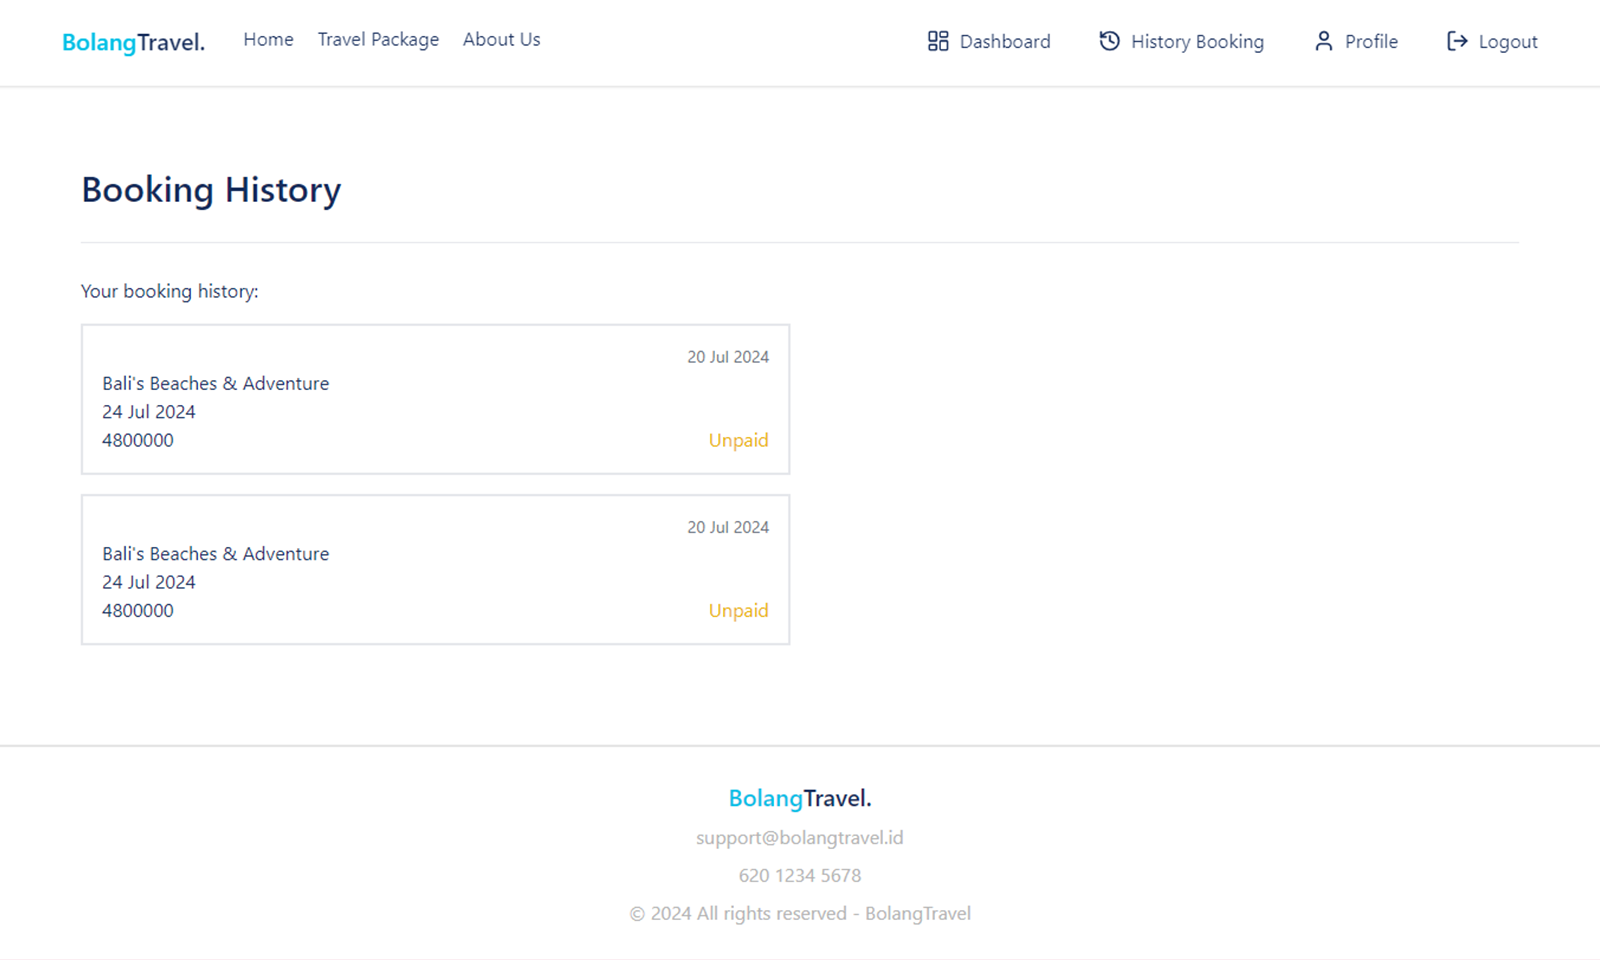 BolangTravel. Home Travel Package About Us Dashboard History Booking Profile Logout
Booking History
Your booking history:
20 Jul 2024
Bali's Beaches & Adventure
24 Jul 2024
4800000 Unpaid
20 Jul 2024
Bali's Beaches & Adventure
24 Jul 2024
4800000 Unpaid
BolangTravel.
support@bolangtravel.id
620 1234 5678
© 2024 All rights reserved - BolangTravel